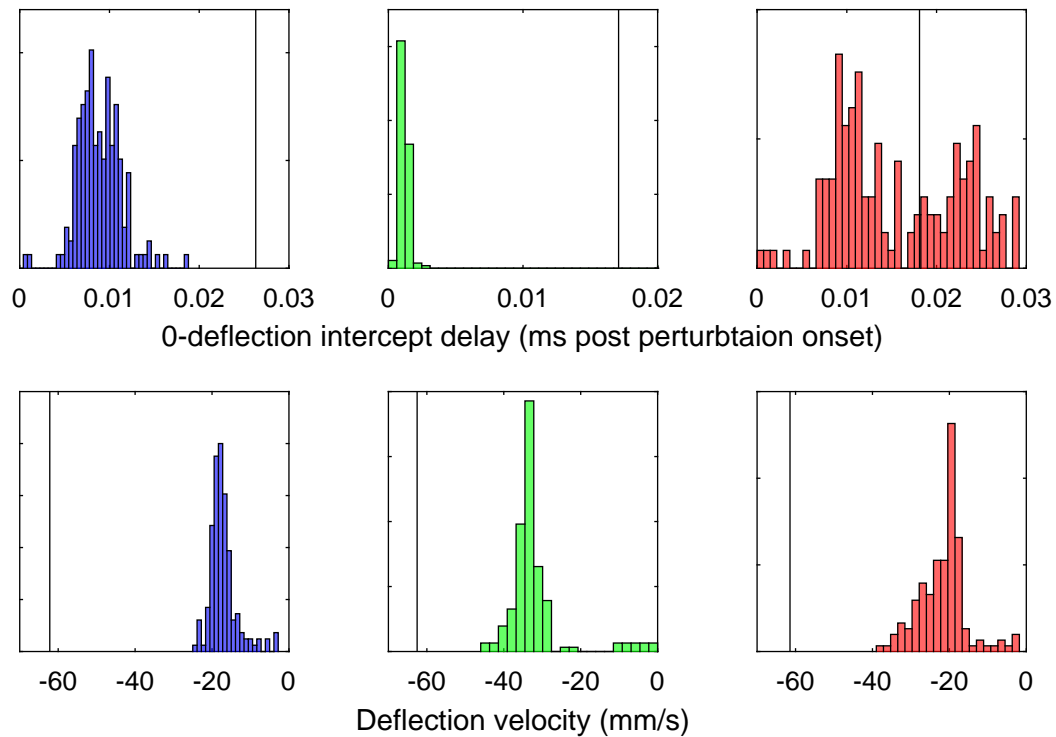 0 0.01 0.02 0.03 0 0.01 0.02 0 0.01 0.02 0.03
0-deflection intercept delay (ms post perturbtaion onset)
-60 -40 -20 0 -60 -40 -20 0 -60 -40 -20 0
Deflection velocity (mm/s)